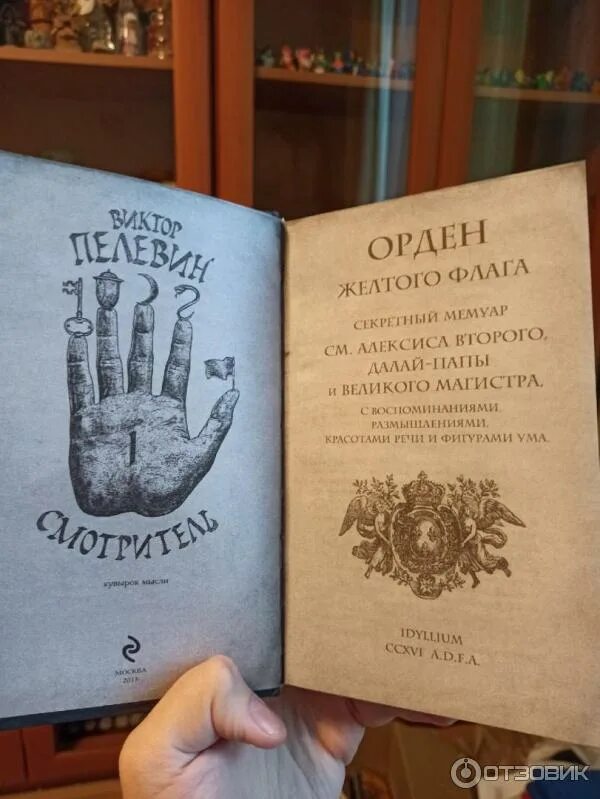 ВИКТОР
ПЕЛЕВИН
1
СМОТРИТЕЛЬ
кувырок мысли
МОСКВА
2015
ОРДЕН
ЖЕЛТОГО ФЛАГА
СЕКРЕТНЫЙ МЕМУАР
СМ. АЛЕКСИСА ВТОРОГО,
ДАЛАЙ-ПАПЫ
И ВЕЛИКОГО МАГИСТРА,
С ВОСПОМИНАНИЯМИ,
РАЗМЫШЛЕНИЯМИ,
КРАСОТАМИ РЕЧИ И ФИГУРАМИ УМА.
IDYLLIUM
CCXVI A.D.F.A.
ОТЗОВИК